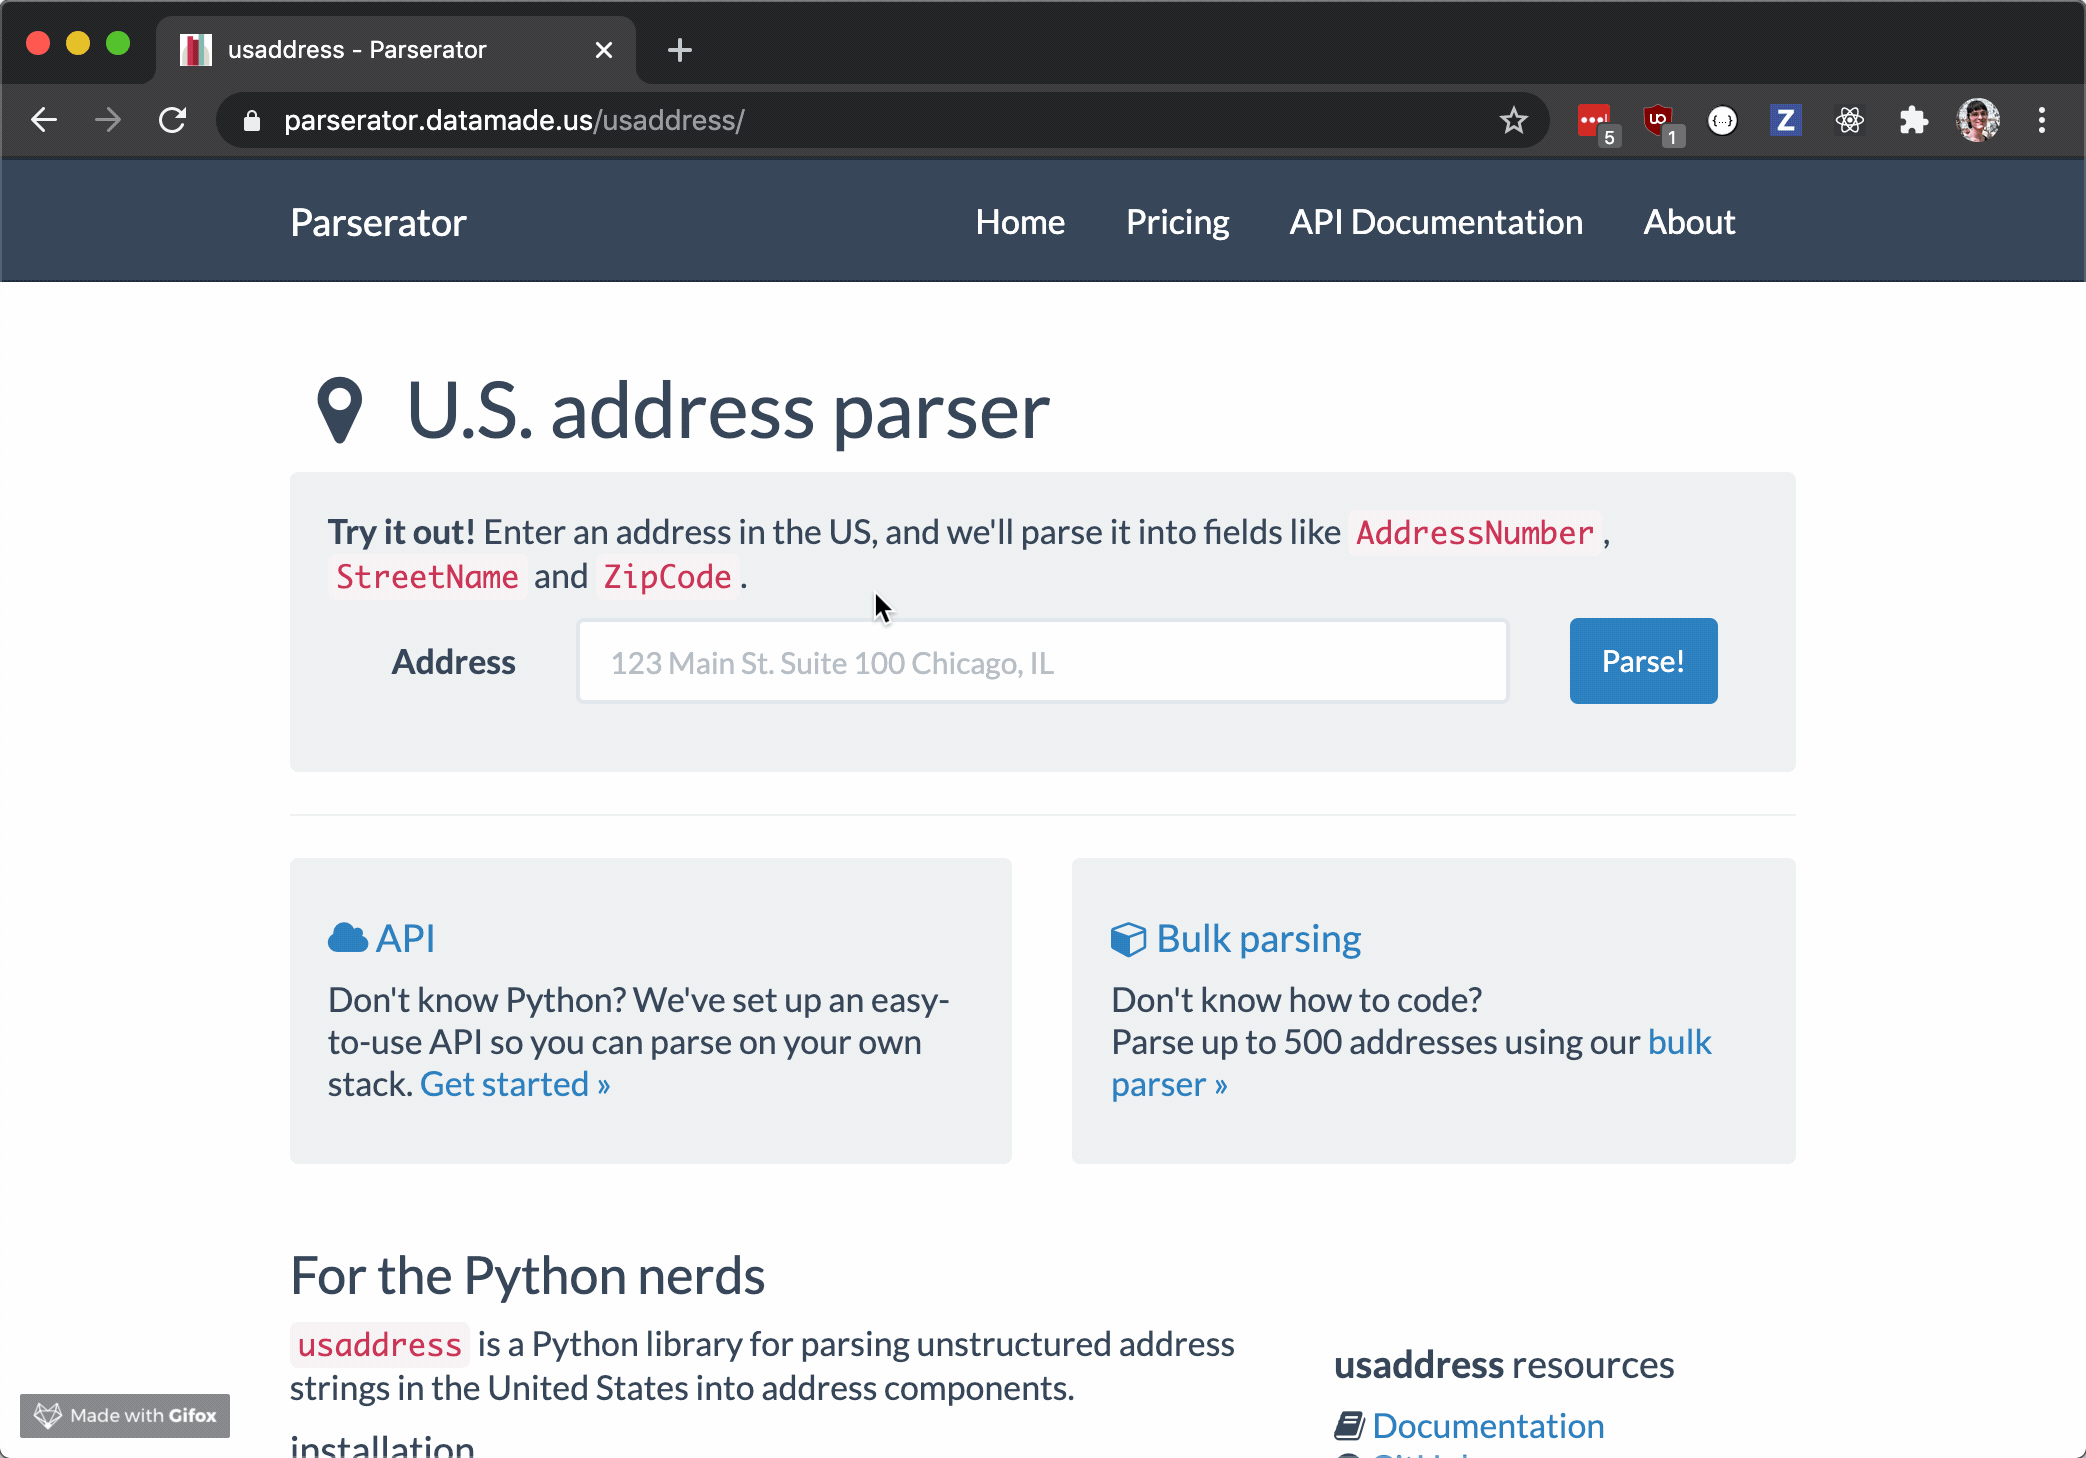 usaddress - Parserator
parserator.datamade.us/usaddress/
5
UO
1
{...}
Z
Parserator
Home
Pricing
API Documentation
About
U.S. address parser
Try it out! Enter an address in the US, and we'll parse it into fields like AddressNumber,
StreetName and ZipCode.
Address
123 Main St. Suite 100 Chicago, IL
Parse!
API
Don't know Python? We've set up an easy-
to-use API so you can parse on your own
stack. Get started »
Bulk parsing
Don't know how to code?
Parse up to 500 addresses using our bulk
parser »
For the Python nerds
usaddress is a Python library for parsing unstructured address
strings in the United States into address components.
installation
usaddress resources
Documentation
GitHub
Made with Gifox